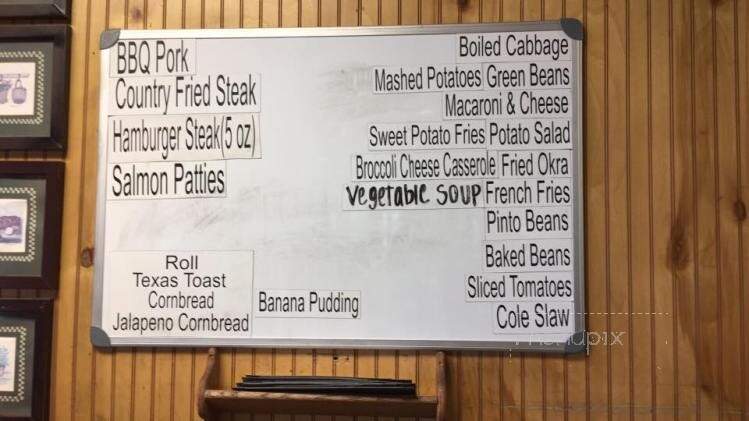 BBQ Pork
Country Fried Steak
Hamburger Steak(5 oz)
Salmon Patties
Boiled Cabbage
Mashed Potatoes Green Beans
Macaroni & Cheese
Sweet Potato Fries Potato Salad
Broccoli Cheese Casserole Fried Okra
Vegetable Soup French Fries
Pinto Beans
Baked Beans
Sliced Tomatoes
Cole Slaw
Roll
Texas Toast
Cornbread
Jalapeno Cornbread
Banana Pudding